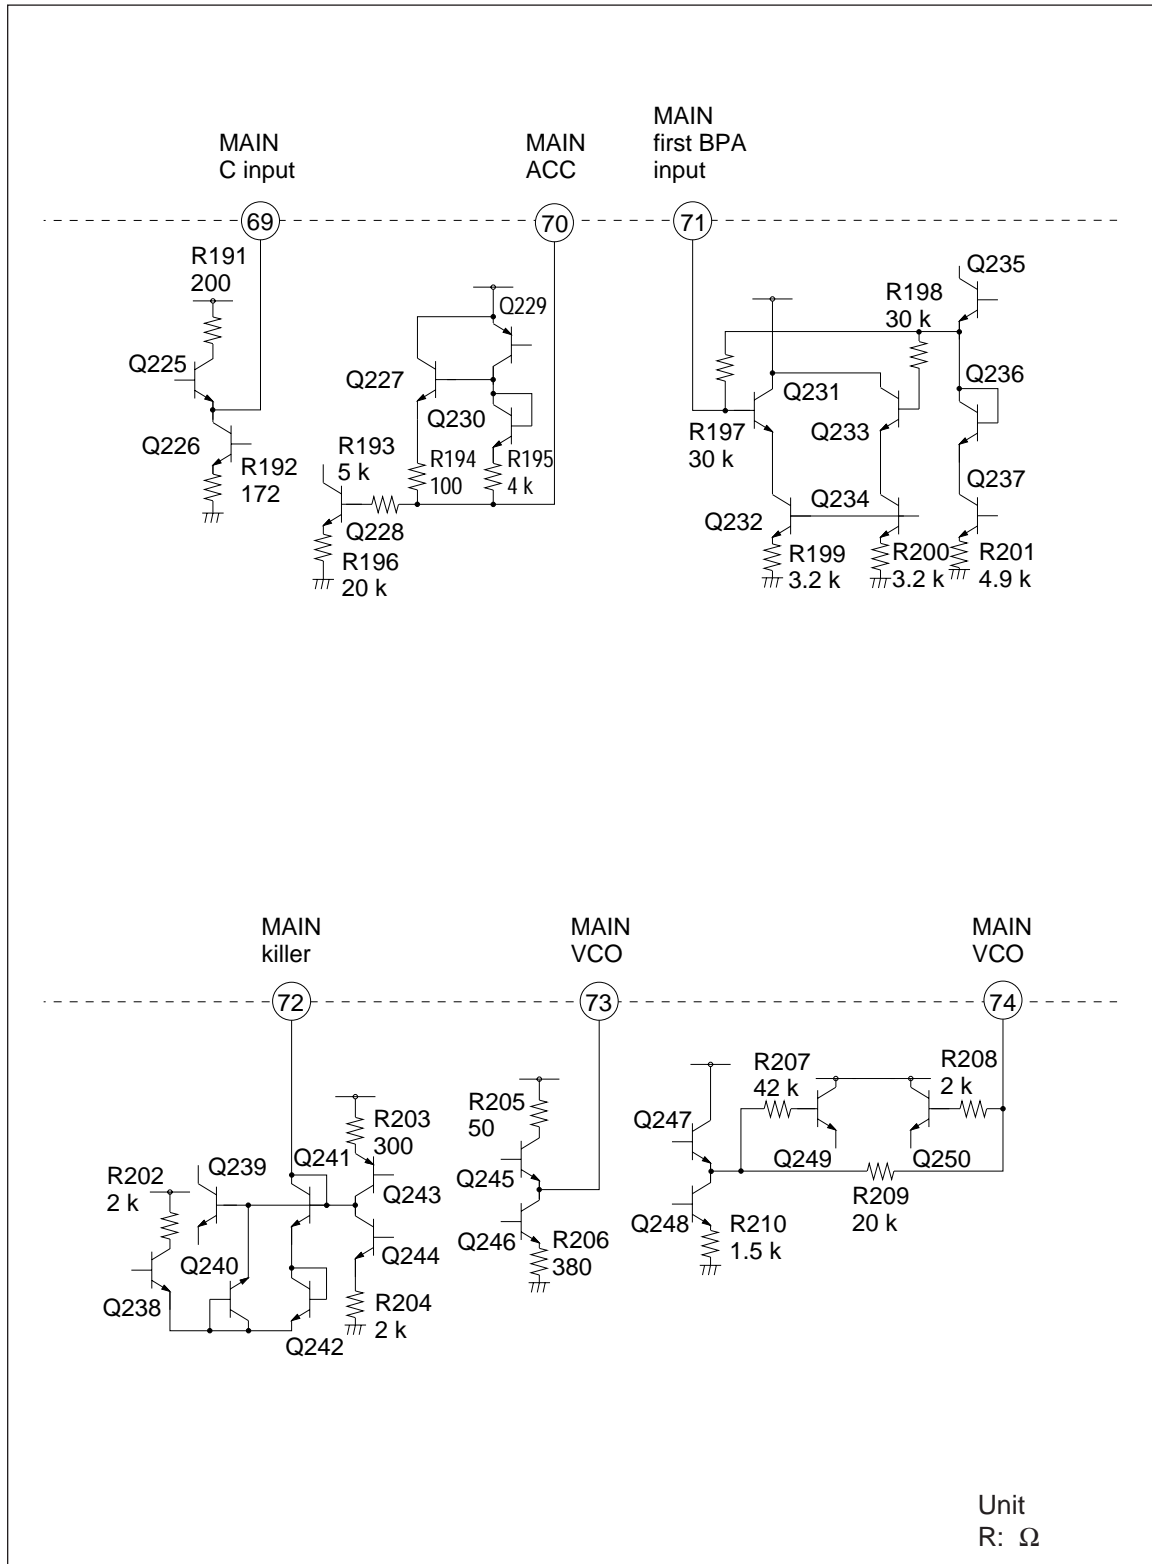 MAIN
C input
MAIN
ACC
MAIN
first BPA
input
69
70
71
R191
200
Q225
Q226
R192
172
Q229
Q227
Q230
R193
5 k
R194
100
R195
4 k
Q228
R196
20 k
Q235
R198
30 k
Q231
Q236
R197
30 k
Q233
Q232
Q234
Q237
R199
3.2 k
R200
3.2 k
R201
4.9 k
MAIN
killer
MAIN
VCO
MAIN
VCO
72
73
74
R202
2 k
Q239
Q241
R203
300
Q243
Q240
Q244
Q238
Q242
R204
2 k
R205
50
Q245
Q246
R206
380
Q247
R207
42 k
R208
2 k
Q249
Q250
Q248
R209
20 k
R210
1.5 k
Unit
R: Ω